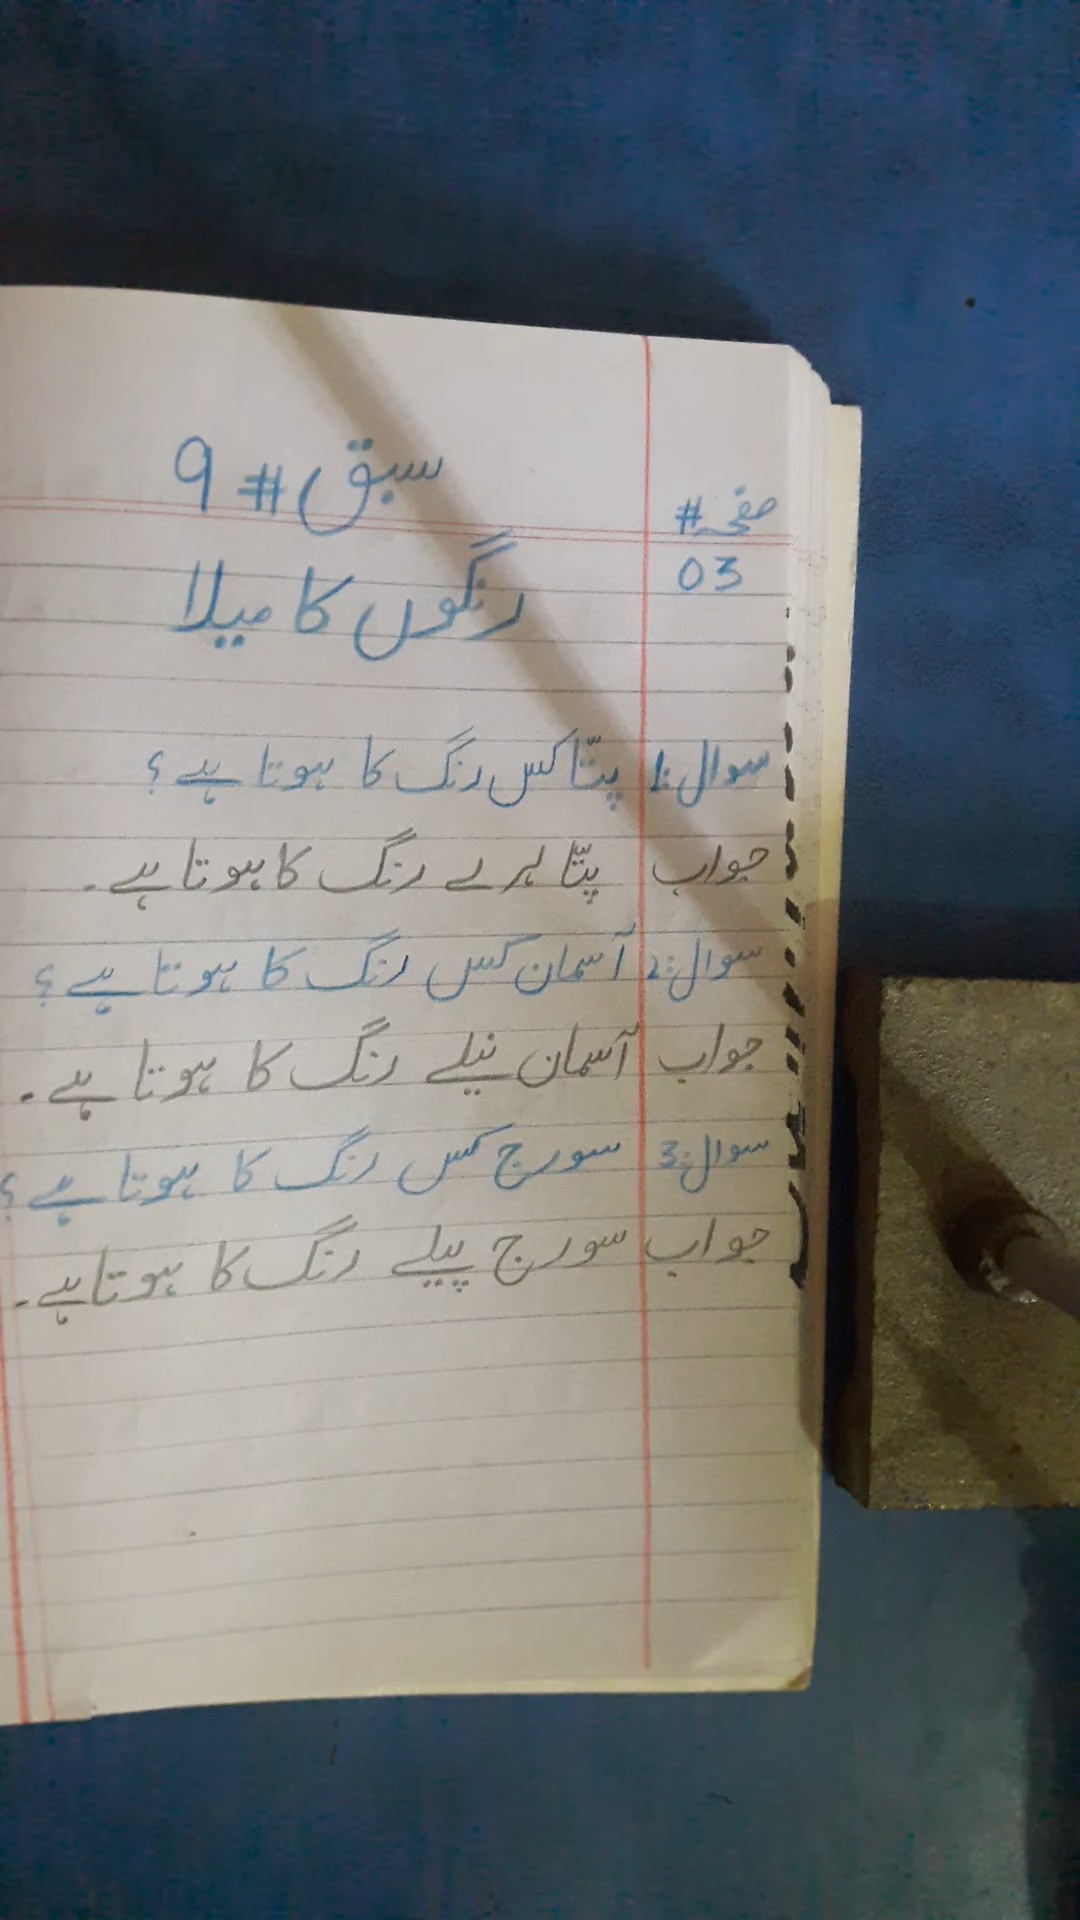 سبق # 9
صفحہ #
03
رنگوں کا میلا
سوال:1 پتّا کس رنگ کا ہوتا ہے؟
جواب پتّا ہرے رنگ کا ہوتا ہے۔
سوال:2 آسمان کس رنگ کا ہوتا ہے؟
جواب آسمان نیلے رنگ کا ہوتا ہے۔
سوال:3 سورج کس رنگ کا ہوتا ہے؟
جواب سورج پیلے رنگ کا ہوتا ہے۔